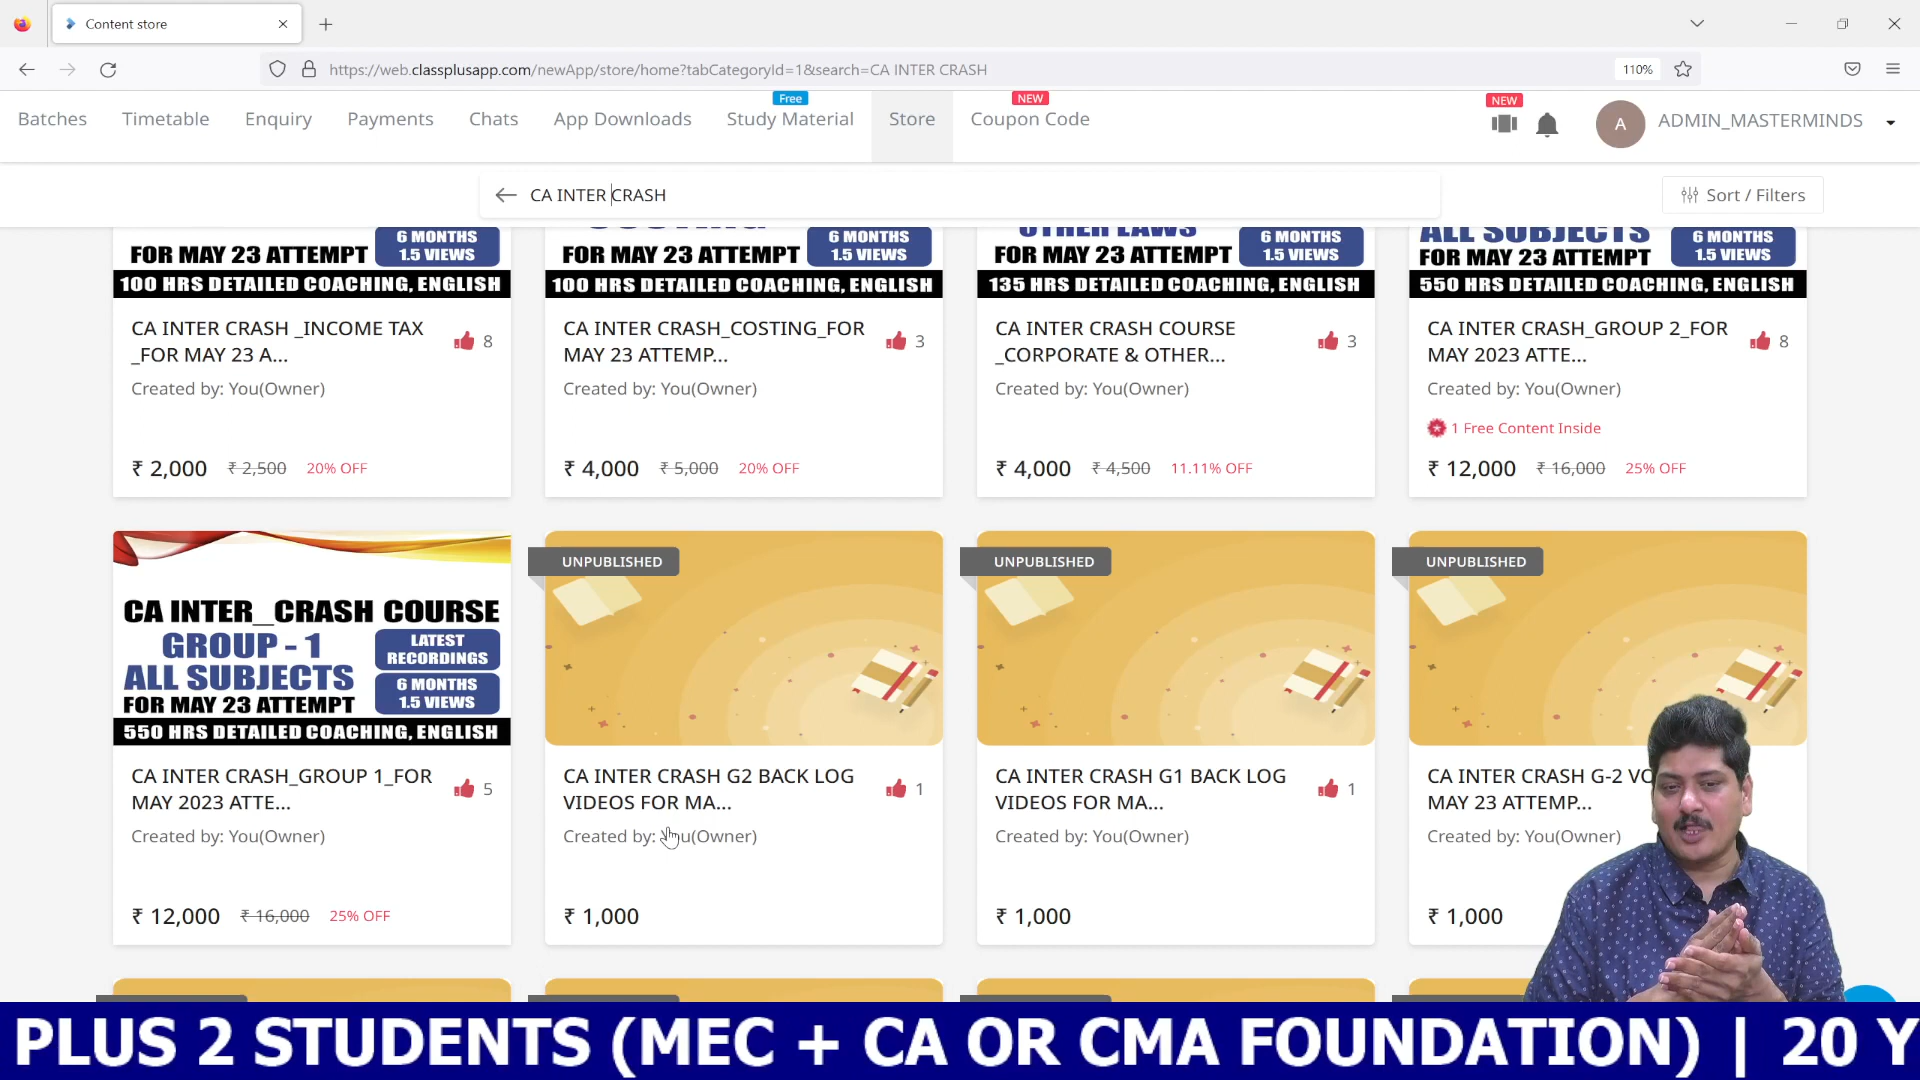 Content store
https://web.classplusapp.com/newApp/store/home?tabCategoryId=1&search=CA INTER CRASH
110%
Free
NEW
NEW
Batches
Timetable
Enquiry
Payments
Chats
App Downloads
Study Material
Store
Coupon Code
A
ADMIN_MASTERMINDS
CA INTER CRASH
Sort / Filters
6 MONTHS
1.5 VIEWS
FOR MAY 23 ATTEMPT
100 HRS DETAILED COACHING, ENGLISH
6 MONTHS
1.5 VIEWS
FOR MAY 23 ATTEMPT
100 HRS DETAILED COACHING, ENGLISH
OTHER LAWS
6 MONTHS
1.5 VIEWS
FOR MAY 23 ATTEMPT
135 HRS DETAILED COACHING, ENGLISH
ALL SUBJECTS
6 MONTHS
1.5 VIEWS
FOR MAY 23 ATTEMPT
550 HRS DETAILED COACHING, ENGLISH
CA INTER CRASH _INCOME TAX
_FOR MAY 23 A...
8
Created by: You(Owner)
₹ 2,000 ₹ 2,500 20% OFF
CA INTER CRASH_COSTING_FOR
MAY 23 ATTEMP...
3
Created by: You(Owner)
₹ 4,000 ₹ 5,000 20% OFF
CA INTER CRASH COURSE
_CORPORATE & OTHER...
3
Created by: You(Owner)
₹ 4,000 ₹ 4,500 11.11% OFF
CA INTER CRASH_GROUP 2_FOR
MAY 2023 ATTE...
8
Created by: You(Owner)
1 Free Content Inside
₹ 12,000 ₹ 16,000 25% OFF
CA INTER_CRASH COURSE
GROUP - 1
ALL SUBJECTS
FOR MAY 23 ATTEMPT
LATEST
RECORDINGS
6 MONTHS
1.5 VIEWS
550 HRS DETAILED COACHING, ENGLISH
CA INTER CRASH_GROUP 1_FOR
MAY 2023 ATTE...
5
Created by: You(Owner)
₹ 12,000 ₹ 16,000 25% OFF
UNPUBLISHED
CA INTER CRASH G2 BACK LOG
VIDEOS FOR MA...
1
Created by: You(Owner)
₹ 1,000
UNPUBLISHED
CA INTER CRASH G1 BACK LOG
VIDEOS FOR MA...
1
Created by: You(Owner)
₹ 1,000
UNPUBLISHED
CA INTER CRASH G-2 VO
MAY 23 ATTEMP...
Created by: You(Owner)
₹ 1,000
PLUS 2 STUDENTS (MEC + CA OR CMA FOUNDATION) | 20 Y